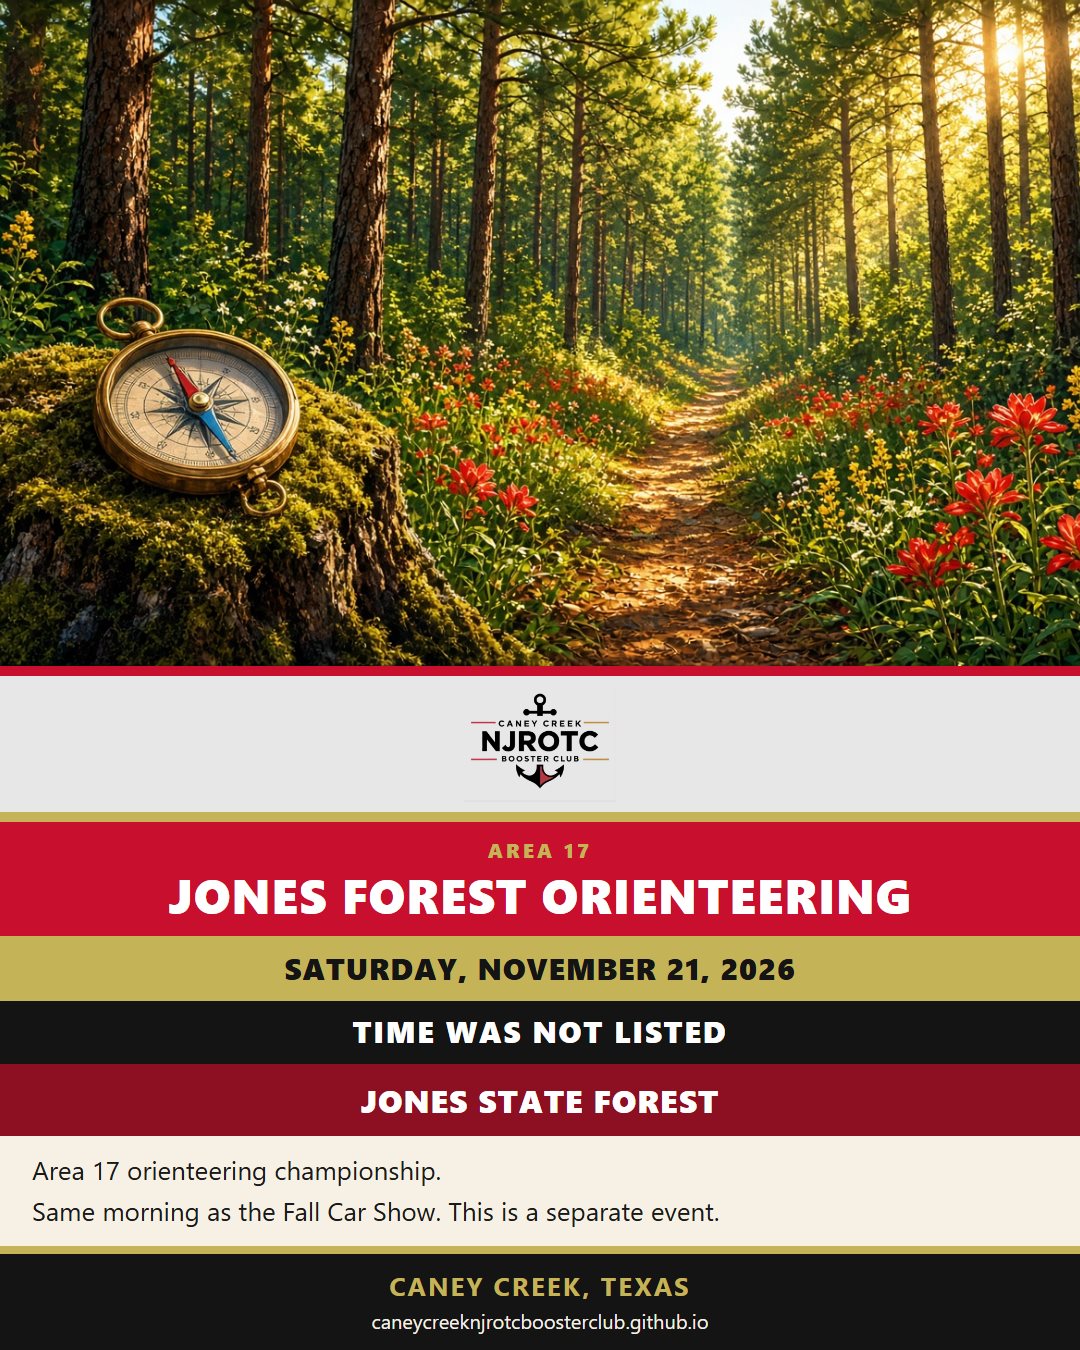 CANEY CREEK
NJROTC
BOOSTER CLUB
AREA 17
JONES FOREST ORIENTEERING
SATURDAY, NOVEMBER 21, 2026
TIME WAS NOT LISTED
JONES STATE FOREST
Area 17 orienteering championship.
Same morning as the Fall Car Show. This is a separate event.
CANEY CREEK, TEXAS
caneycreeknjrotcboosterclub.github.io